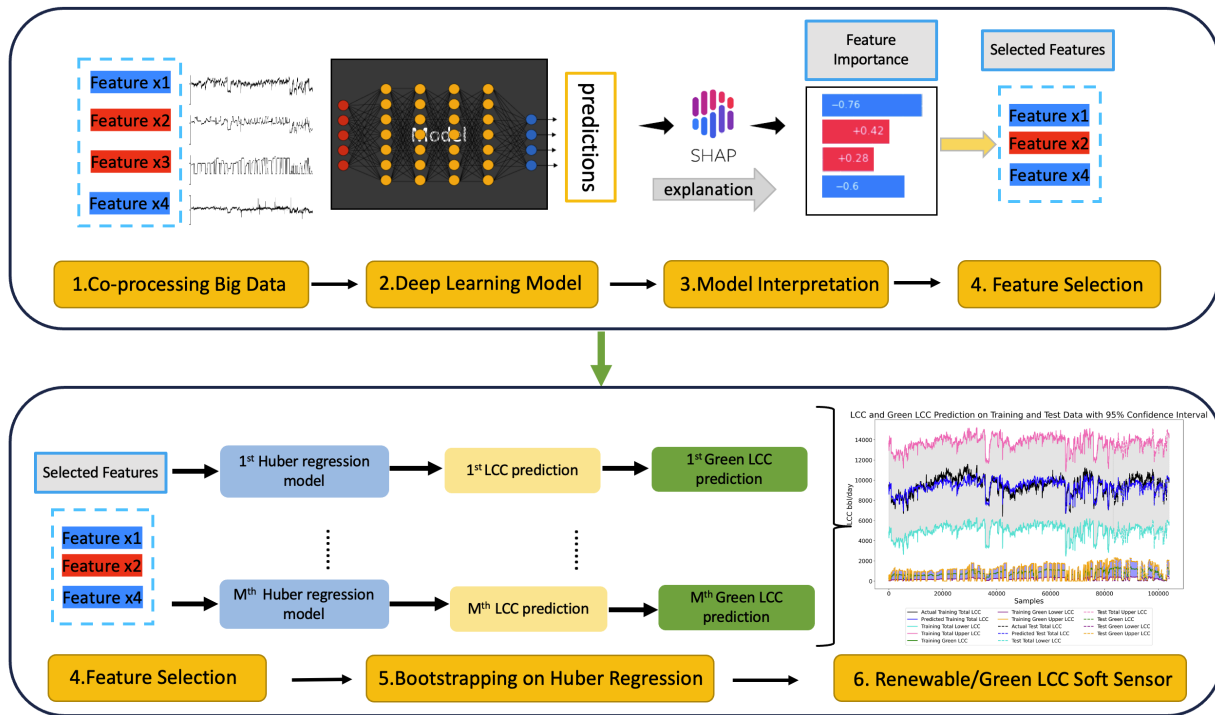 Feature x1
Feature x2
Feature x3
Feature x4
Model
predictions
SHAP
explanation
Feature
Importance
−0.76
+0.42
+0.28
−0.6
Selected Features
Feature x1
Feature x2
Feature x4
1.Co-processing Big Data
2.Deep Learning Model
3.Model Interpretation
4. Feature Selection
Selected Features
Feature x1
Feature x2
Feature x4
1st Huber regression
model
1st LCC prediction
1st Green LCC
prediction
Mth Huber regression
model
Mth LCC prediction
Mth Green LCC
prediction
LCC and Green LCC Prediction on Training and Test Data with 95% Confidence Interval
LCC bbl/day
14000
12000
10000
8000
6000
4000
2000
0
0
20000
40000
60000
80000
100000
Samples
Actual Training Total LCC
Predicted Training Total LCC
Training Total Lower LCC
Training Total Upper LCC
Training Green LCC
Training Green Lower LCC
Training Green Upper LCC
Actual Test Total LCC
Predicted Test Total LCC
Test Total Lower LCC
Test Total Upper LCC
Test Green LCC
Test Green Lower LCC
Test Green Upper LCC
4.Feature Selection
5.Bootstrapping on Huber Regression
6. Renewable/Green LCC Soft Sensor